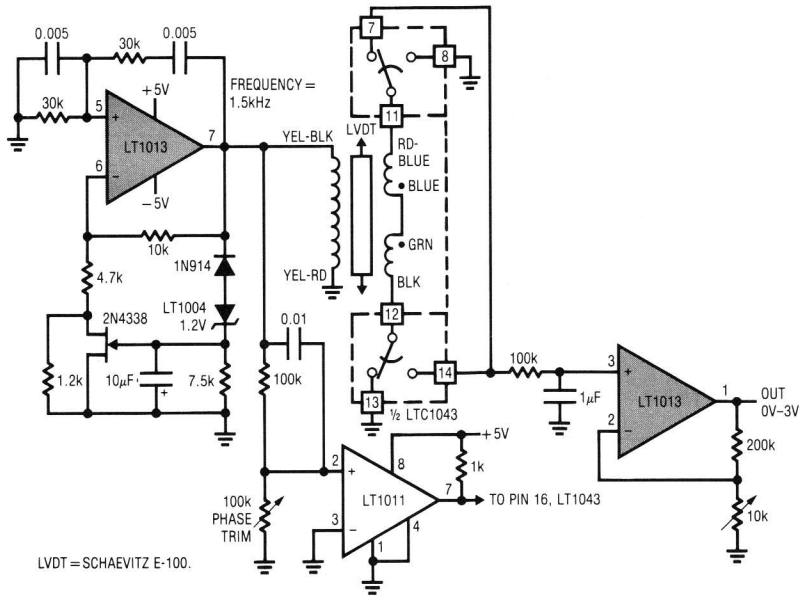 0.005
30k
0.005
30k
5
+
+5V
LT1013
7
6
−
−5V
FREQUENCY =
1.5kHz
10k
4.7k
1N914
LT1004
1.2V
2N4338
1.2k
10µF
+
7.5k
YEL-BLK
YEL-RD
LVDT
7
8
11
RD-
BLUE
BLUE
GRN
BLK
12
14
13
½ LTC1043
0.01
100k
100k
PHASE
TRIM
2
+
3
−
LT1011
8
+5V
1k
7
4
1
TO PIN 16, LT1043
100k
1µF
3
+
2
−
LT1013
1
OUT
0V–3V
200k
10k
LVDT = SCHAEVITZ E-100.